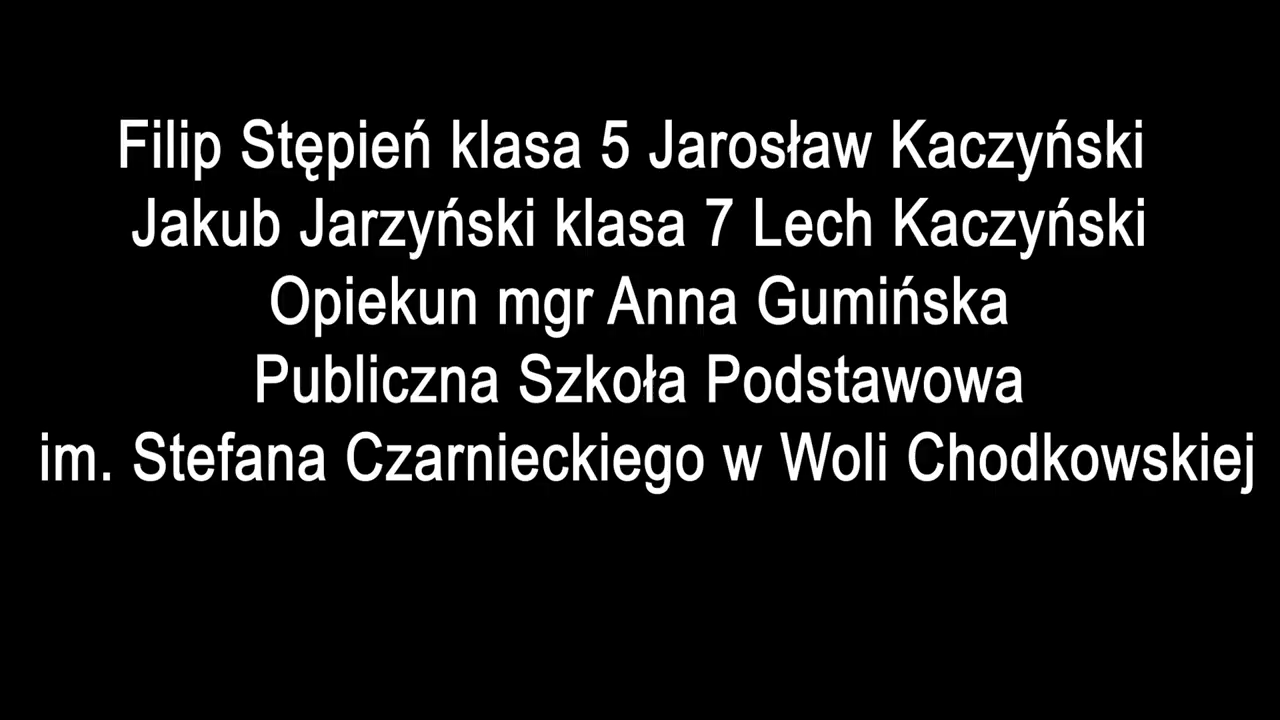 Filip Stępień klasa 5 Jarosław Kaczyński
Jakub Jarzyński klasa 7 Lech Kaczyński
Opiekun mgr Anna Gumińska
Publiczna Szkoła Podstawowa
im. Stefana Czarnieckiego w Woli Chodkowskiej